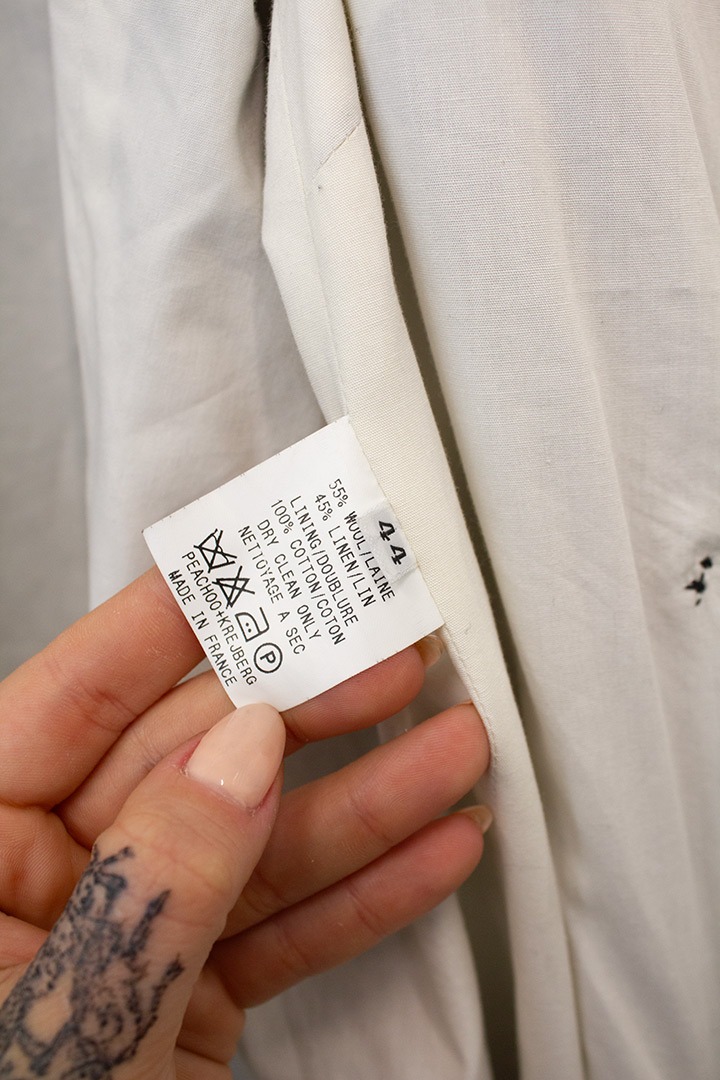 44
55% WOOL/LAINE
45% LINEN/LIN
LINING/DOUBLURE
100% COTTON/COTON
DRY CLEAN ONLY
NETTOYAGE A SEC
P
PEACHOO+KREJBERG
MADE IN FRANCE